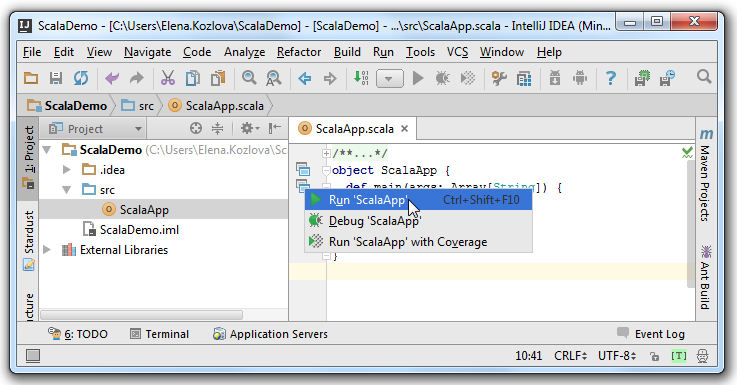 ScalaDemo - [C:\Users\Elena.Kozlova\ScalaDemo] - [ScalaDemo] - ...\src\ScalaApp.scala - IntelliJ IDEA (Min...
File Edit View Navigate Code Analyze Refactor Build Run Tools VCS Window Help
ScalaDemo src ScalaApp.scala
1: Project
Stardust
ucture
Project
ScalaDemo (C:\Users\Elena.Kozlova\Sc
.idea
src
ScalaApp
ScalaDemo.iml
External Libraries
ScalaApp.scala
/**...*/
object ScalaApp {
def main(args: Array[String]) {
Run 'ScalaApp' Ctrl+Shift+F10
Debug 'ScalaApp'
Run 'ScalaApp' with Coverage
}
m
Maven Projects
Ant Build
6: TODO Terminal Application Servers Event Log
10:41 CRLF UTF-8 [T]